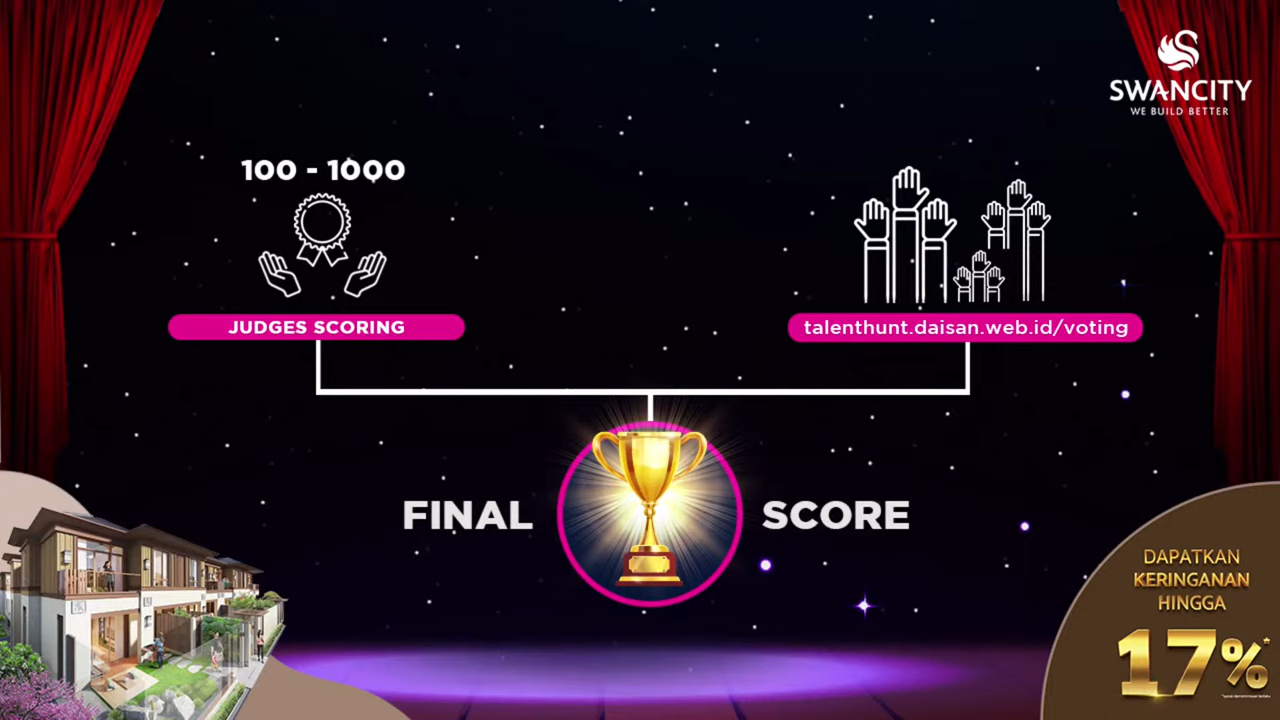 SWANCITY
WE BUILD BETTER
100 - 1000
JUDGES SCORING
talenthunt.daisan.web.id/voting
FINAL
SCORE
DAPATKAN
KERINGANAN
HINGGA
17%*